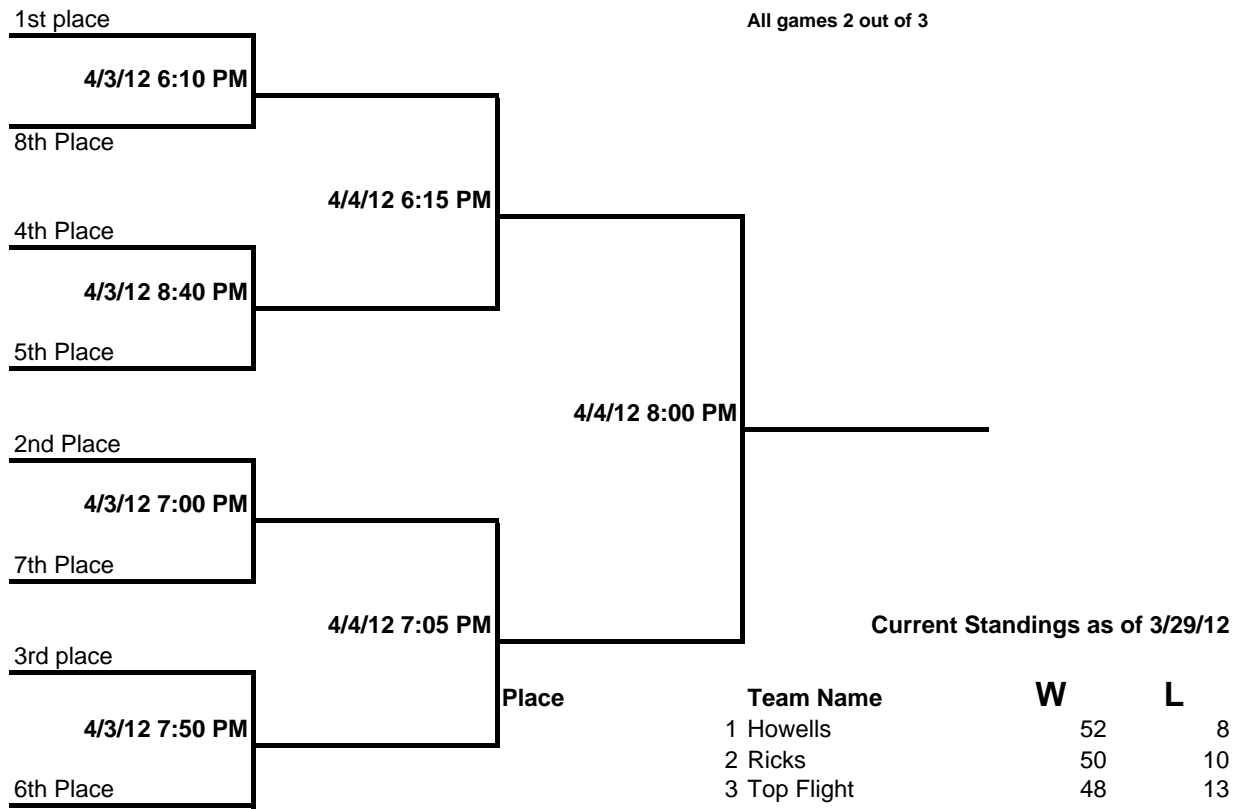 1st place
All games 2 out of 3
4/3/12 6:10 PM
8th Place
4/4/12 6:15 PM
4th Place
4/3/12 8:40 PM
5th Place
4/4/12 8:00 PM
2nd Place
4/3/12 7:00 PM
7th Place
4/4/12 7:05 PM
Current Standings as of 3/29/12
3rd place
Place Team Name W L
4/3/12 7:50 PM
1 Howells 52 8
2 Ricks 50 10
6th Place
3 Top Flight 48 13